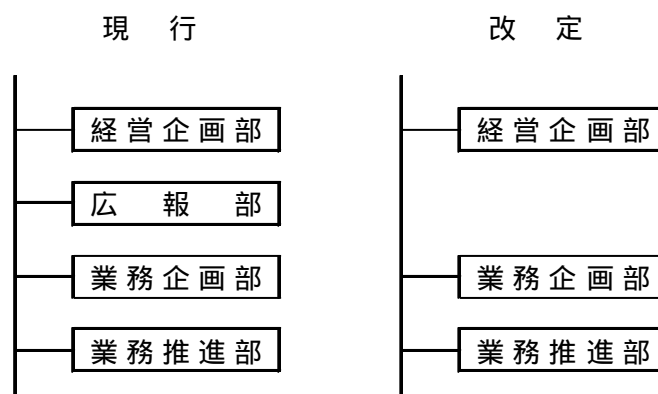 現行
改定
経営企画部
経営企画部
広報部
業務企画部
業務企画部
業務推進部
業務推進部